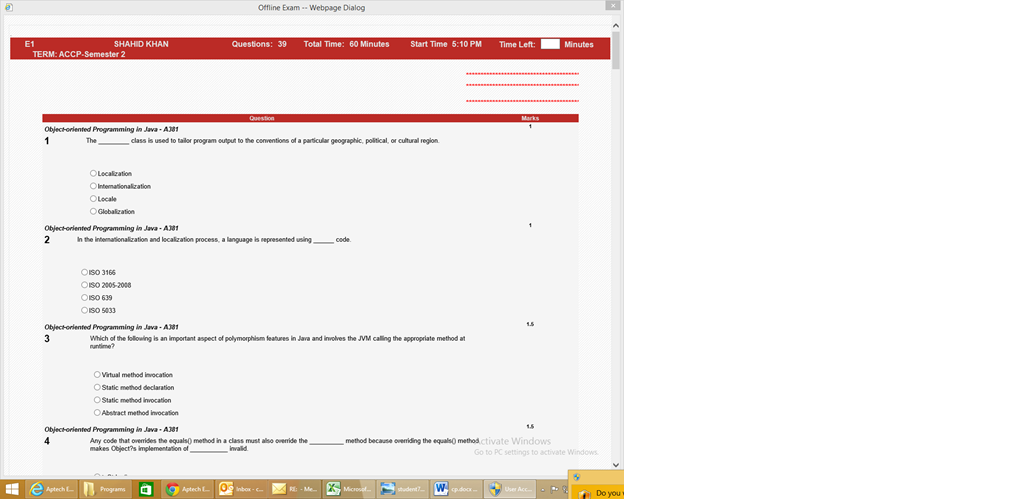 Offline Exam -- Webpage Dialog
E1 SHAHID KHAN Questions: 39 Total Time: 60 Minutes Start Time 5:10 PM Time Left: Minutes
TERM: ACCP-Semester 2
Question Marks
Object-oriented Programming in Java - A381 1
1 The _________ class is used to tailor program output to the conventions of a particular geographic, political, or cultural region.
Localization
Internationalization
Locale
Globalization
Object-oriented Programming in Java - A381 1
2 In the internationalization and localization process, a language is represented using ______ code.
ISO 3166
ISO 2005-2008
ISO 639
ISO 5033
Object-oriented Programming in Java - A381 1.5
3 Which of the following is an important aspect of polymorphism features in Java and involves the JVM calling the appropriate method at
runtime?
Virtual method invocation
Static method declaration
Static method invocation
Abstract method invocation
Object-oriented Programming in Java - A381 1.5
4 Any code that overrides the equals() method in a class must also override the __________ method because overriding the equals() method
makes Object?s implementation of ___________ invalid.
Activate Windows
Go to PC settings to activate Windows.
Aptech E... Programs Aptech E... Inbox - c... RE: - Me... Microsof... student7... cp.docx ... User Acc...
Do you